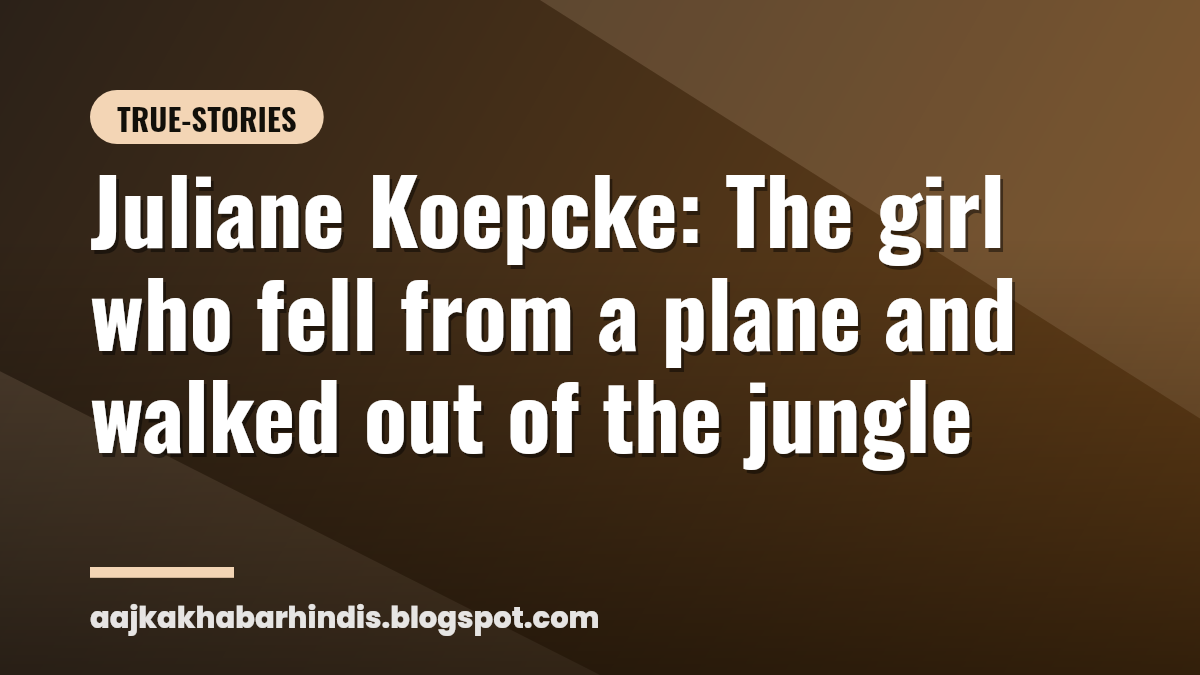 TRUE-STORIES
Juliane Koepcke: The girl
who fell from a plane and
walked out of the jungle
aajkakhabarhindis.blogspot.com